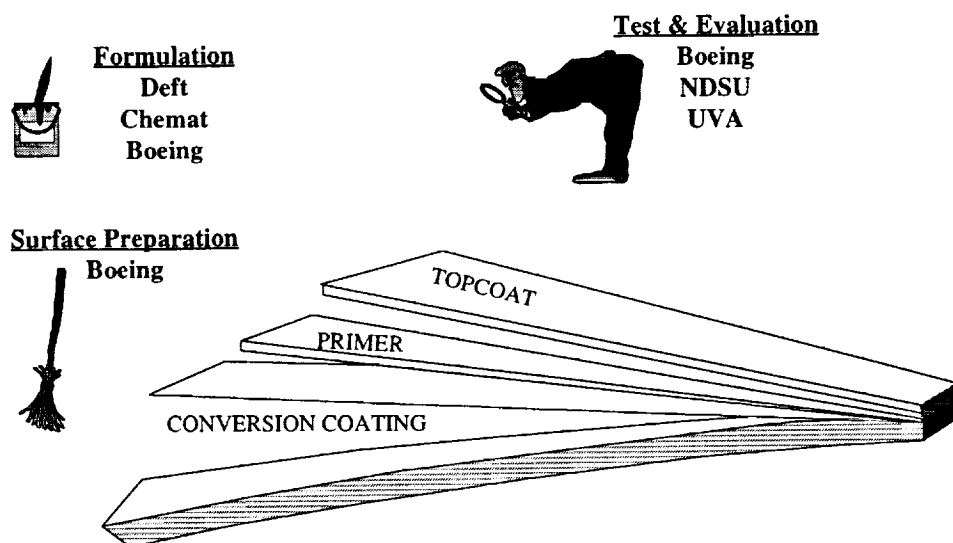 Formulation
Deft
Chemat
Boeing
Test & Evaluation
Boeing
NDSU
UVA
Surface Preparation
Boeing
TOPCOAT
PRIMER
CONVERSION COATING